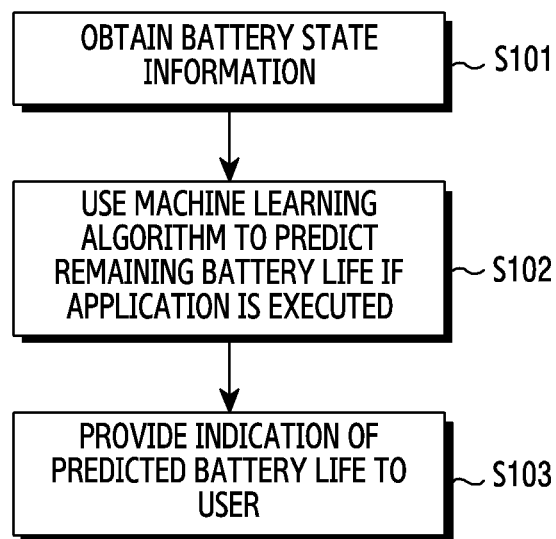 OBTAIN BATTERY STATE
INFORMATION
S101
USE MACHINE LEARNING
ALGORITHM TO PREDICT
REMAINING BATTERY LIFE IF
APPLICATION IS EXECUTED
S102
PROVIDE INDICATION OF
PREDICTED BATTERY LIFE TO
USER
S103